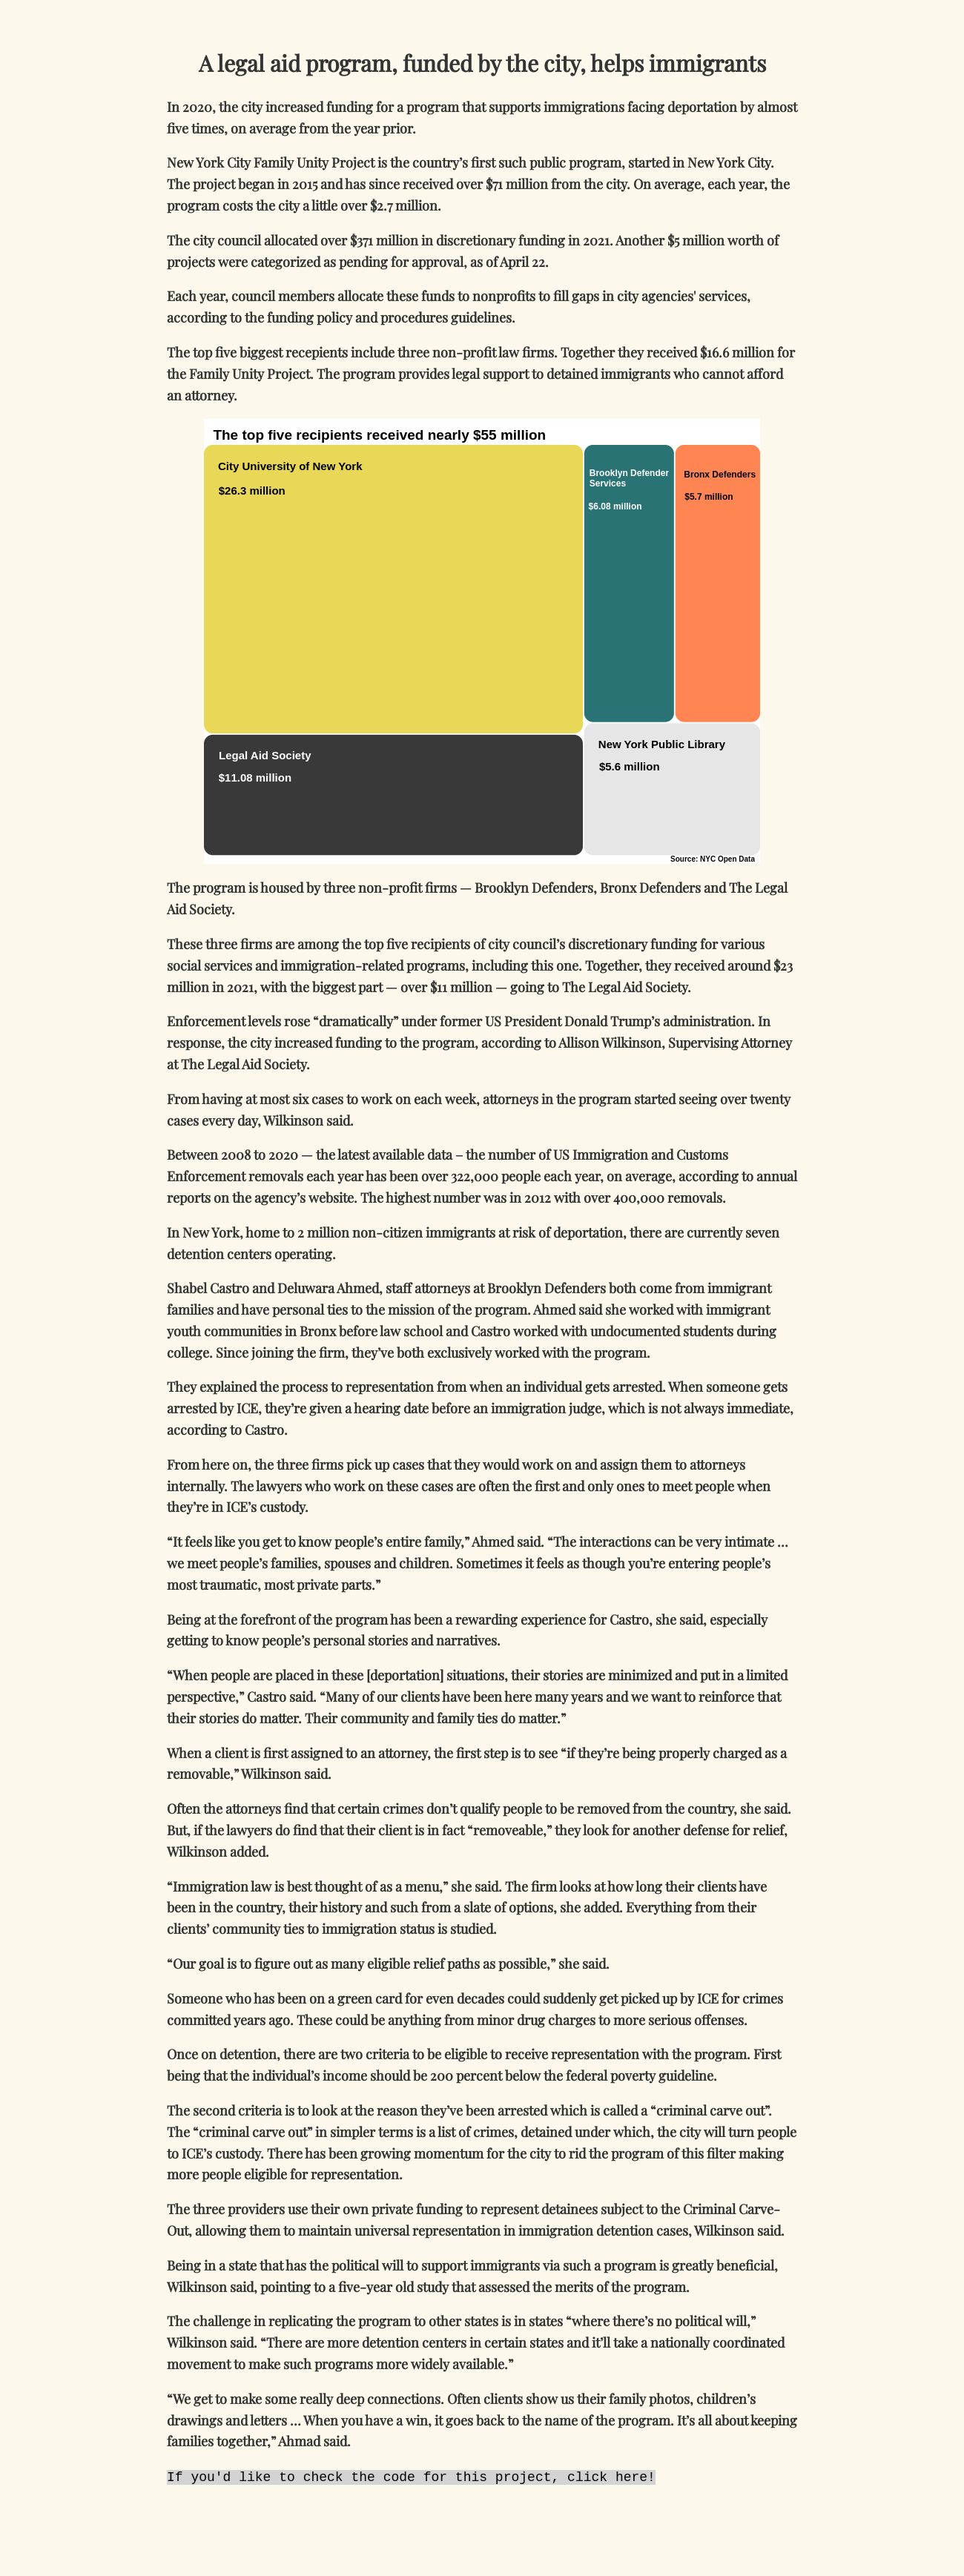 A legal aid program, funded by the city, helps immigrants
In 2020, the city increased funding for a program that supports immigrations facing deportation by almost
five times, on average from the year prior.
New York City Family Unity Project is the country’s first such public program, started in New York City.
The project began in 2015 and has since received over $71 million from the city. On average, each year, the
program costs the city a little over $2.7 million.
The city council allocated over $371 million in discretionary funding in 2021. Another $5 million worth of
projects were categorized as pending for approval, as of April 22.
Each year, council members allocate these funds to nonprofits to fill gaps in city agencies' services,
according to the funding policy and procedures guidelines.
The top five biggest recepients include three non-profit law firms. Together they received $16.6 million for
the Family Unity Project. The program provides legal support to detained immigrants who cannot afford
an attorney.
The top five recipients received nearly $55 million
City University of New York
$26.3 million
Brooklyn Defender
Services
$6.08 million
Bronx Defenders
$5.7 million
Legal Aid Society
$11.08 million
New York Public Library
$5.6 million
Source: NYC Open Data
The program is housed by three non-profit firms — Brooklyn Defenders, Bronx Defenders and The Legal
Aid Society.
These three firms are among the top five recipients of city council’s discretionary funding for various
social services and immigration-related programs, including this one. Together, they received around $23
million in 2021, with the biggest part — over $11 million — going to The Legal Aid Society.
Enforcement levels rose “dramatically” under former US President Donald Trump’s administration. In
response, the city increased funding to the program, according to Allison Wilkinson, Supervising Attorney
at The Legal Aid Society.
From having at most six cases to work on each week, attorneys in the program started seeing over twenty
cases every day, Wilkinson said.
Between 2008 to 2020 — the latest available data – the number of US Immigration and Customs
Enforcement removals each year has been over 322,000 people each year, on average, according to annual
reports on the agency’s website. The highest number was in 2012 with over 400,000 removals.
In New York, home to 2 million non-citizen immigrants at risk of deportation, there are currently seven
detention centers operating.
Shabel Castro and Deluwara Ahmed, staff attorneys at Brooklyn Defenders both come from immigrant
families and have personal ties to the mission of the program. Ahmed said she worked with immigrant
youth communities in Bronx before law school and Castro worked with undocumented students during
college. Since joining the firm, they’ve both exclusively worked with the program.
They explained the process to representation from when an individual gets arrested. When someone gets
arrested by ICE, they’re given a hearing date before an immigration judge, which is not always immediate,
according to Castro.
From here on, the three firms pick up cases that they would work on and assign them to attorneys
internally. The lawyers who work on these cases are often the first and only ones to meet people when
they’re in ICE’s custody.
“It feels like you get to know people’s entire family,” Ahmed said. “The interactions can be very intimate …
we meet people’s families, spouses and children. Sometimes it feels as though you’re entering people’s
most traumatic, most private parts.”
Being at the forefront of the program has been a rewarding experience for Castro, she said, especially
getting to know people’s personal stories and narratives.
“When people are placed in these [deportation] situations, their stories are minimized and put in a limited
perspective,” Castro said. “Many of our clients have been here many years and we want to reinforce that
their stories do matter. Their community and family ties do matter.”
When a client is first assigned to an attorney, the first step is to see “if they’re being properly charged as a
removable,” Wilkinson said.
Often the attorneys find that certain crimes don’t qualify people to be removed from the country, she said.
But, if the lawyers do find that their client is in fact “removeable,” they look for another defense for relief,
Wilkinson added.
“Immigration law is best thought of as a menu,” she said. The firm looks at how long their clients have
been in the country, their history and such from a slate of options, she added. Everything from their
clients’ community ties to immigration status is studied.
“Our goal is to figure out as many eligible relief paths as possible,” she said.
Someone who has been on a green card for even decades could suddenly get picked up by ICE for crimes
committed years ago. These could be anything from minor drug charges to more serious offenses.
Once on detention, there are two criteria to be eligible to receive representation with the program. First
being that the individual’s income should be 200 percent below the federal poverty guideline.
The second criteria is to look at the reason they’ve been arrested which is called a “criminal carve out”.
The “criminal carve out” in simpler terms is a list of crimes, detained under which, the city will turn people
to ICE’s custody. There has been growing momentum for the city to rid the program of this filter making
more people eligible for representation.
The three providers use their own private funding to represent detainees subject to the Criminal Carve-
Out, allowing them to maintain universal representation in immigration detention cases, Wilkinson said.
Being in a state that has the political will to support immigrants via such a program is greatly beneficial,
Wilkinson said, pointing to a five-year old study that assessed the merits of the program.
The challenge in replicating the program to other states is in states “where there’s no political will,”
Wilkinson said. “There are more detention centers in certain states and it’ll take a nationally coordinated
movement to make such programs more widely available.”
“We get to make some really deep connections. Often clients show us their family photos, children’s
drawings and letters … When you have a win, it goes back to the name of the program. It’s all about keeping
families together,” Ahmad said.
If you'd like to check the code for this project, click here!